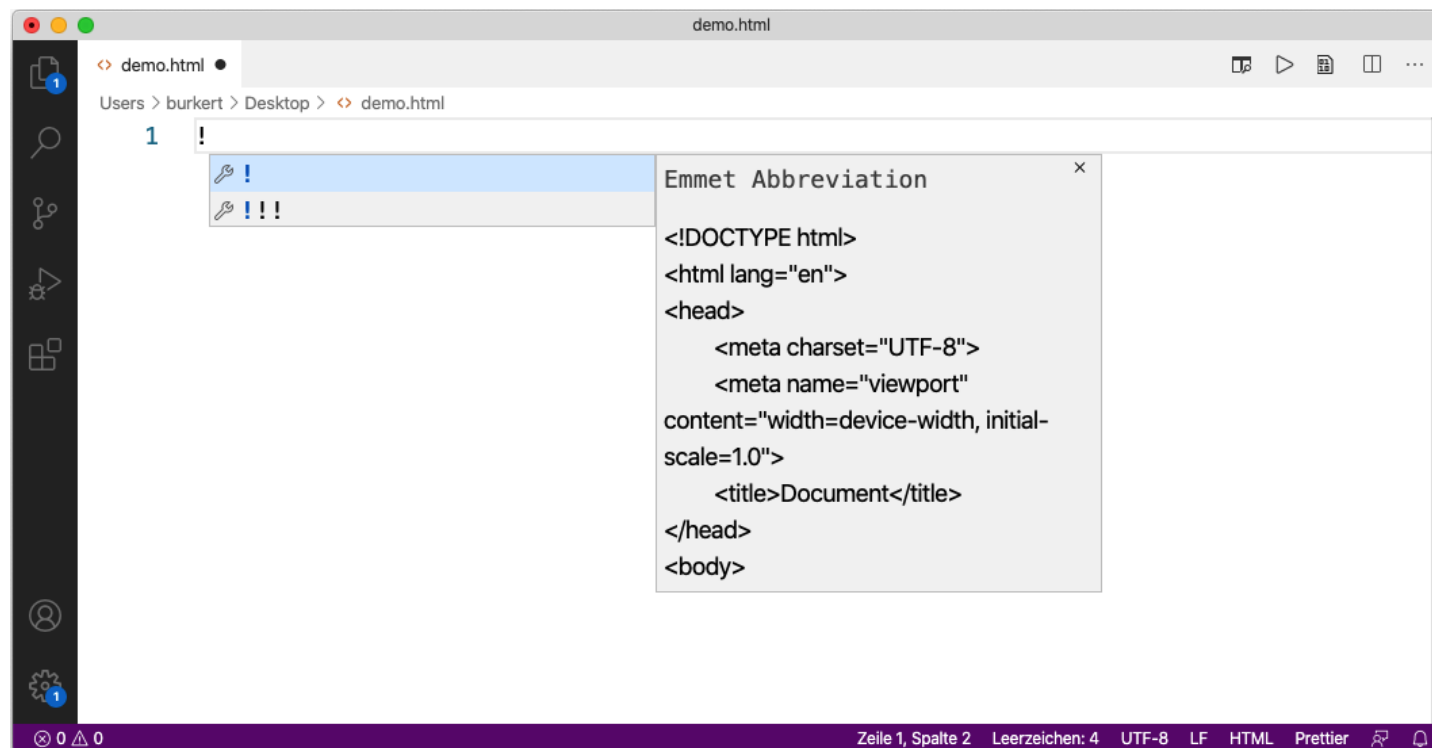 demo.html
demo.html
Users > burkert > Desktop > demo.html
1 !
!
!!!
Emmet Abbreviation
<!DOCTYPE html>
<html lang="en">
<head>
<meta charset="UTF-8">
<meta name="viewport"
content="width=device-width, initial-
scale=1.0">
<title>Document</title>
</head>
<body>
1
1
0 0
Zeile 1, Spalte 2 Leerzeichen: 4 UTF-8 LF HTML Prettier